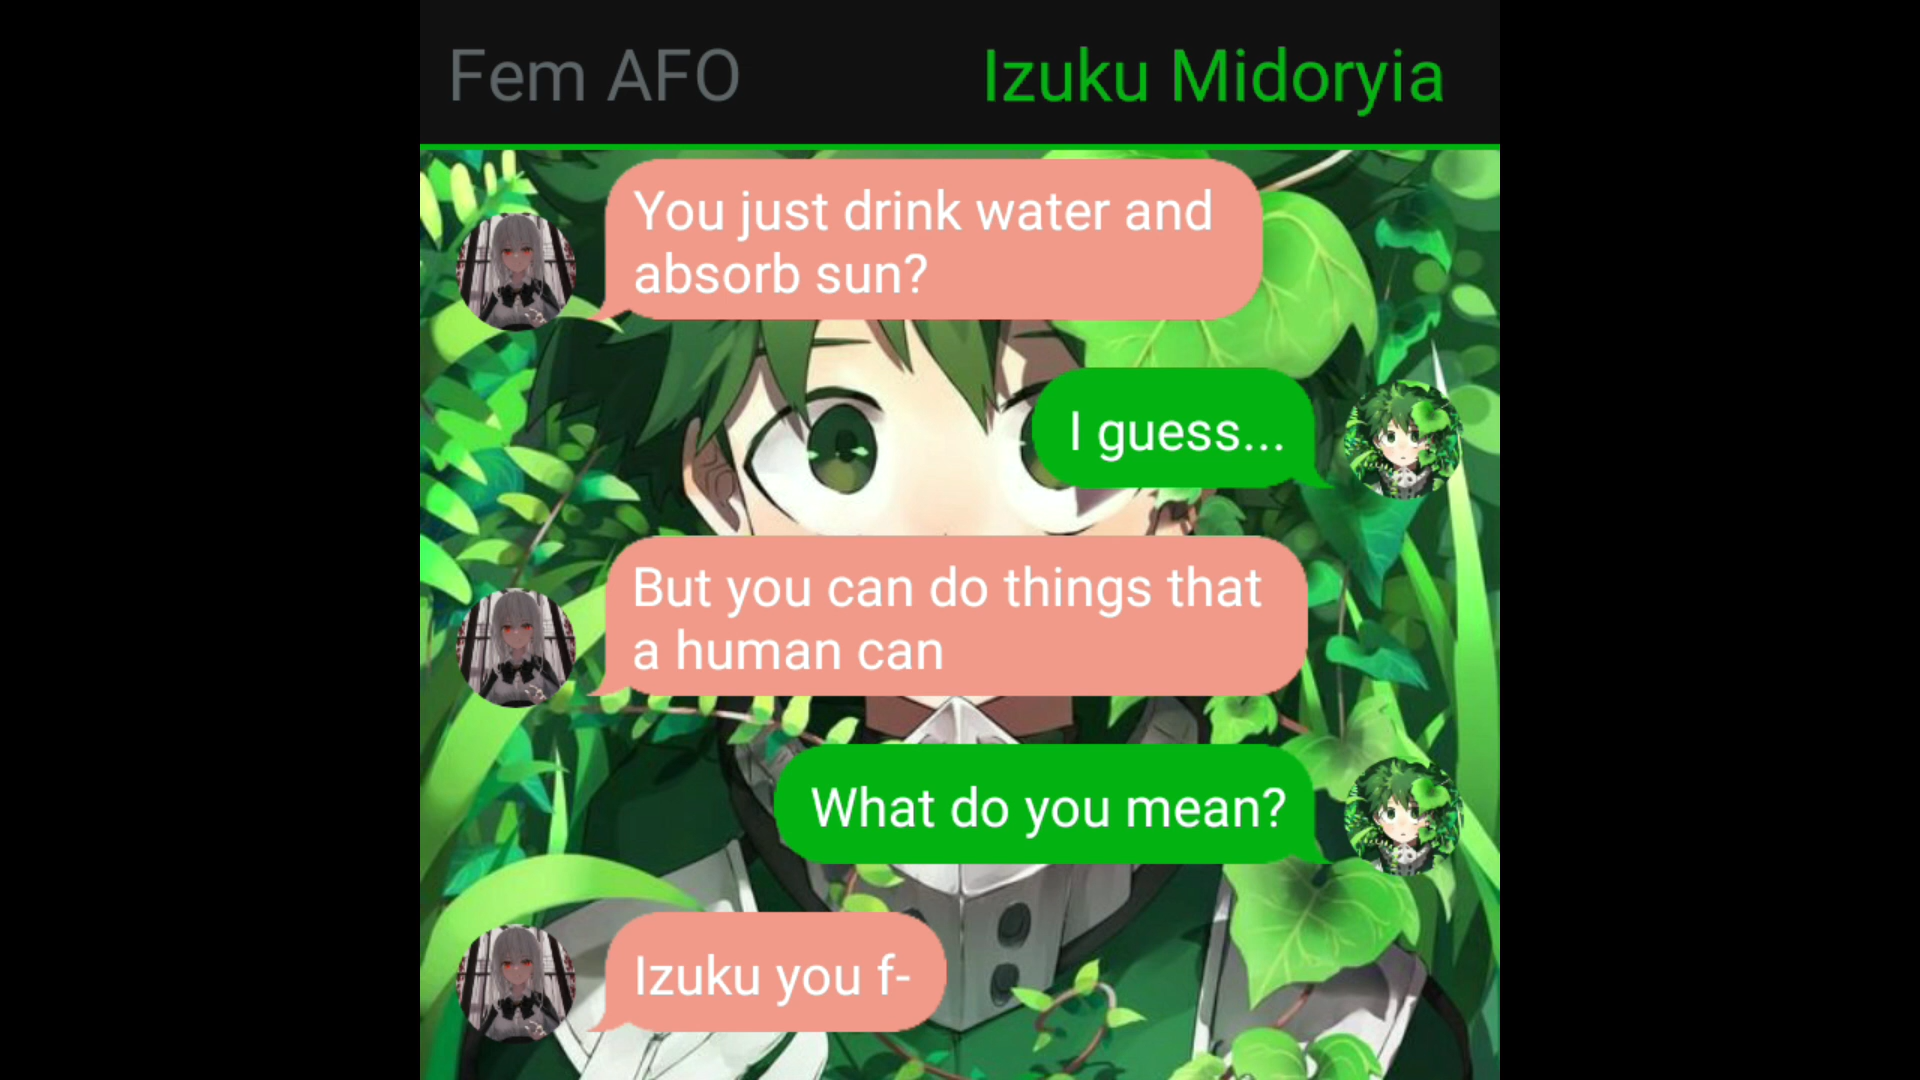 Fem AFO
Izuku Midoryia
You just drink water and
absorb sun?
I guess...
But you can do things that
a human can
What do you mean?
Izuku you f-